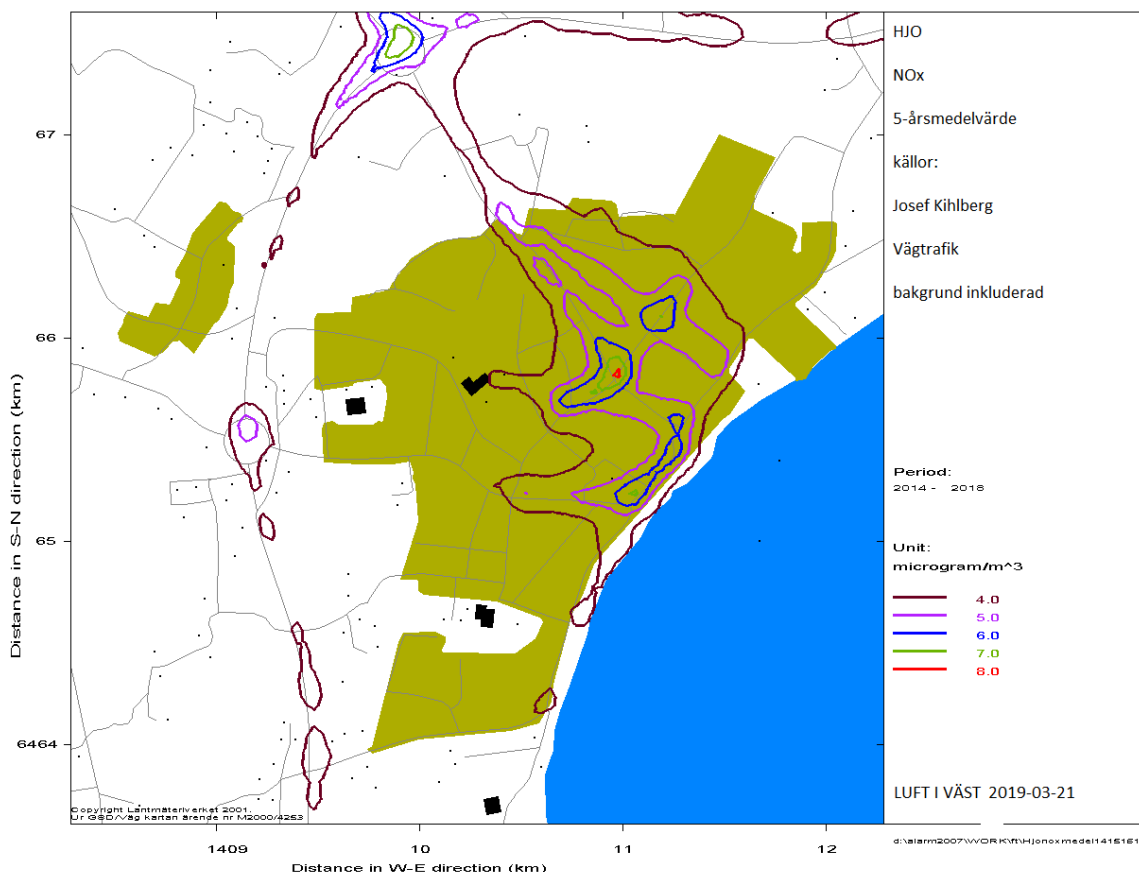 HJO
NOx
5-årsmedelvärde
källor:
Josef Kihlberg
Vägtrafik
bakgrund inkluderad
67
66
65
6464
Distance in S-N direction (km)
4
Period:
2014 - 2018
Unit:
microgram/m^3
4.0
5.0
6.0
7.0
8.0
LUFT I VÄST 2019-03-21
Copyright Lantmäteriverket 2001.
Ur GSD/Väg kartan ärende nr M2000/4253
1409
10
11
12
Distance in W-E direction (km)